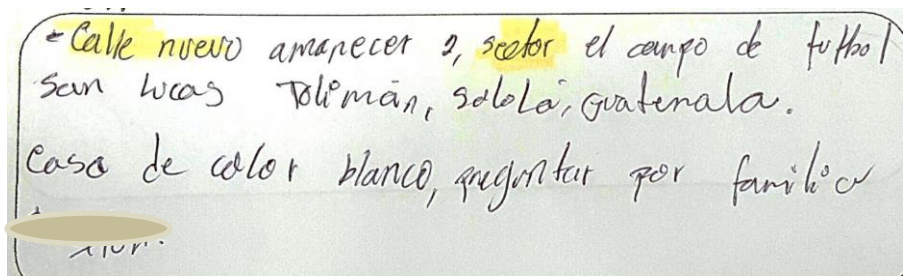 - Calle nuevo amanecer 2, sector el campo de futbol
San Lucas Tolimán, Sololá, Guatemala.
Casa de color blanco, preguntar por familia